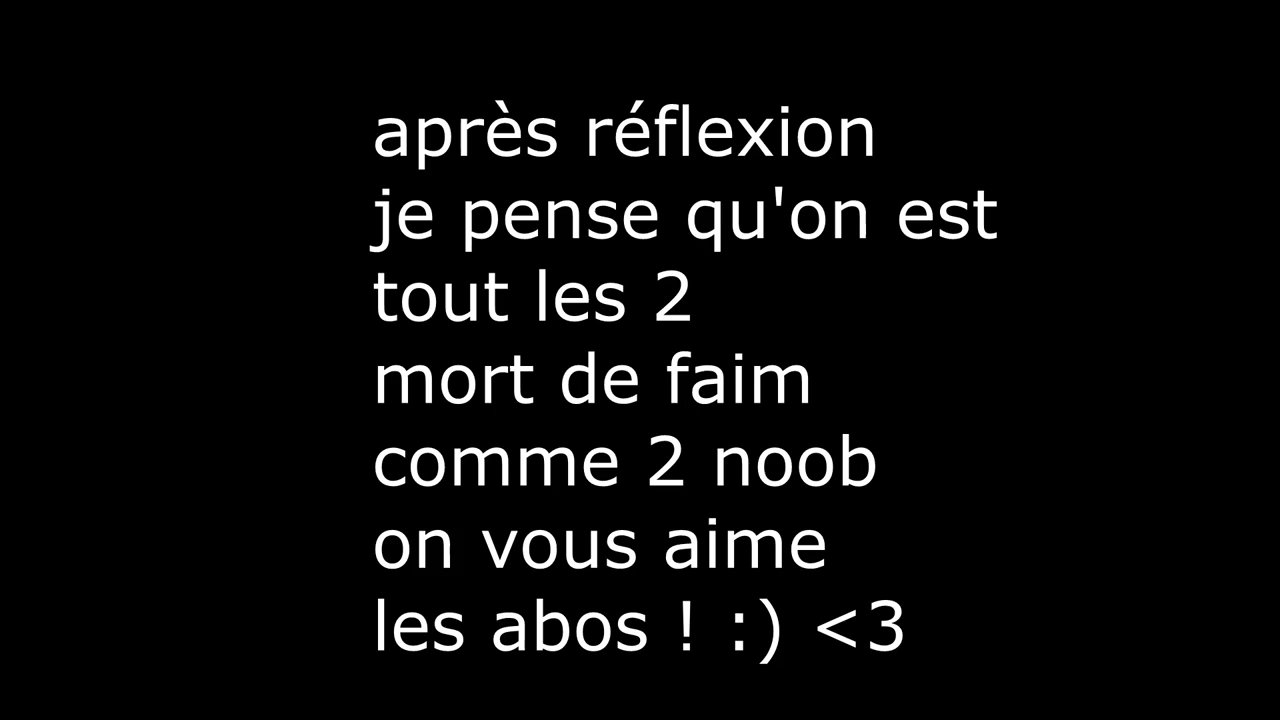 après réflexion
je pense qu'on est
tout les 2
mort de faim
comme 2 noob
on vous aime
les abos ! :) <3